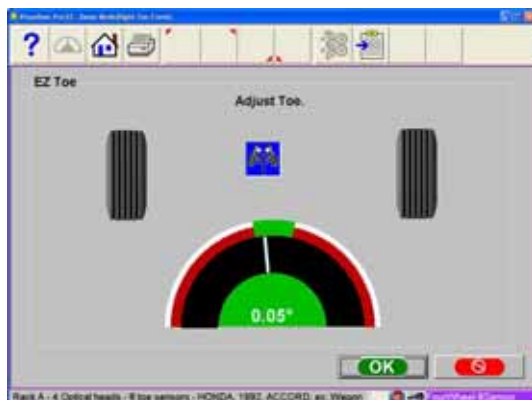 EZ Toe
Adjust Toe.
0.05°
OK
Rack A - 4 Optical heads - 8 toe sensors - HONDA, 1992, ACCORD, ex. Wagon